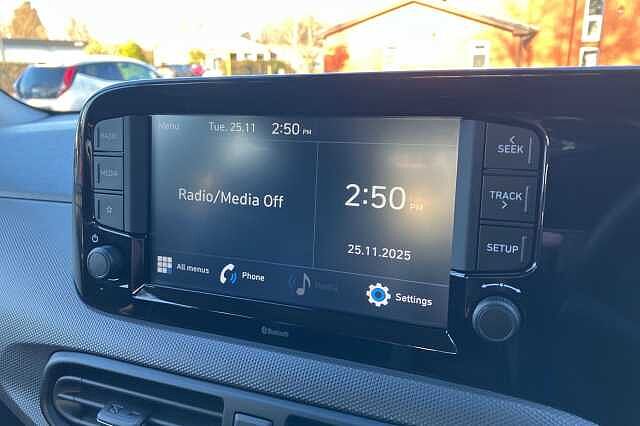 Menu Tue. 25.11 2:50 PM
RADIO
MEDIA
Radio/Media Off
2:50 PM
25.11.2025
All menus Phone Media Settings
SEEK
TRACK
SETUP
Bluetooth